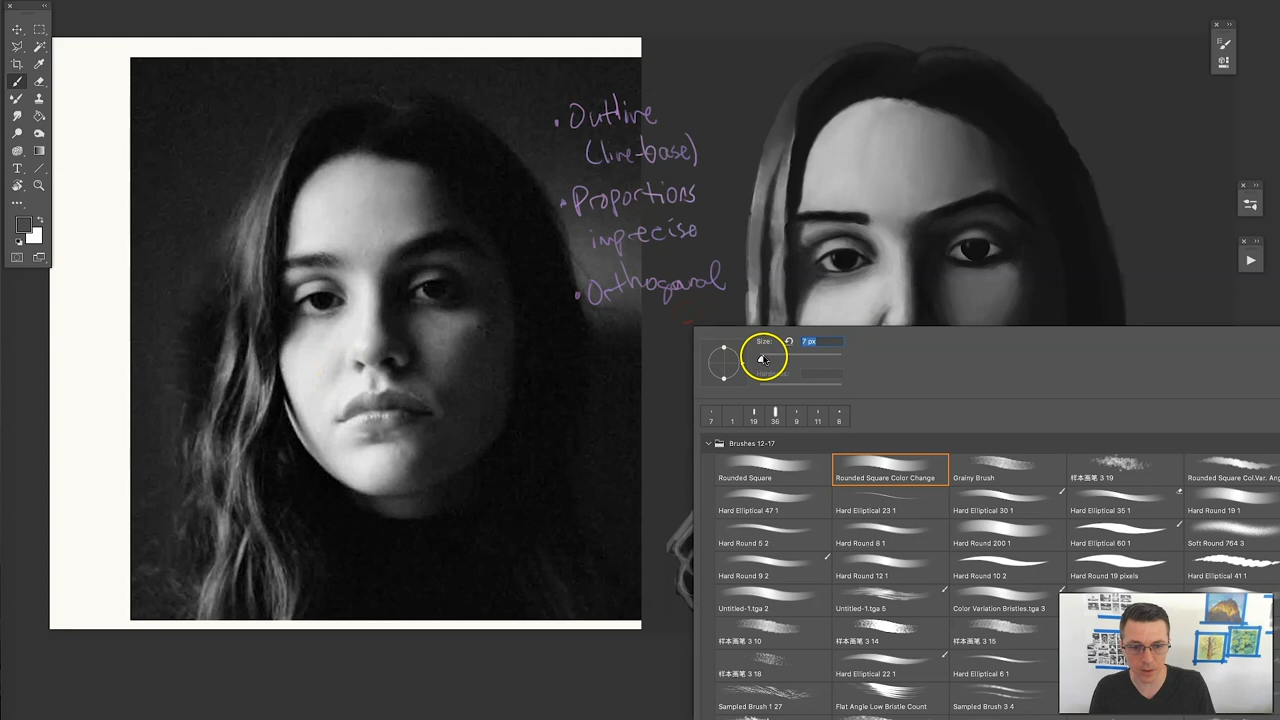 • Outline
(line-base)
• Proportions
imprecise
• Orthogonal
Size:
7 px
Hardness:
7 1 19 36 9 11 8
Brushes 12-17
Rounded Square
Rounded Square Color Change
Grainy Brush
样本画笔 3 19
Rounded Square Col.Var. Ang
Hard Elliptical 47 1
Hard Elliptical 23 1
Hard Elliptical 30 1
Hard Elliptical 35 1
Hard Round 19 1
Hard Round 5 2
Hard Round 8 1
Hard Round 200 1
Hard Elliptical 60 1
Soft Round 764 3
Hard Round 9 2
Hard Round 12 1
Hard Round 10 2
Hard Round 19 pixels
Hard Elliptical 41 1
Untitled-1.tga 2
Untitled-1.tga 5
Color Variation Bristles.tga 3
样本画笔 3 10
样本画笔 3 14
样本画笔 3 15
样本画笔 3 18
Hard Elliptical 22 1
Hard Elliptical 6 1
Sampled Brush 1 27
Flat Angle Low Bristle Count
Sampled Brush 3 4